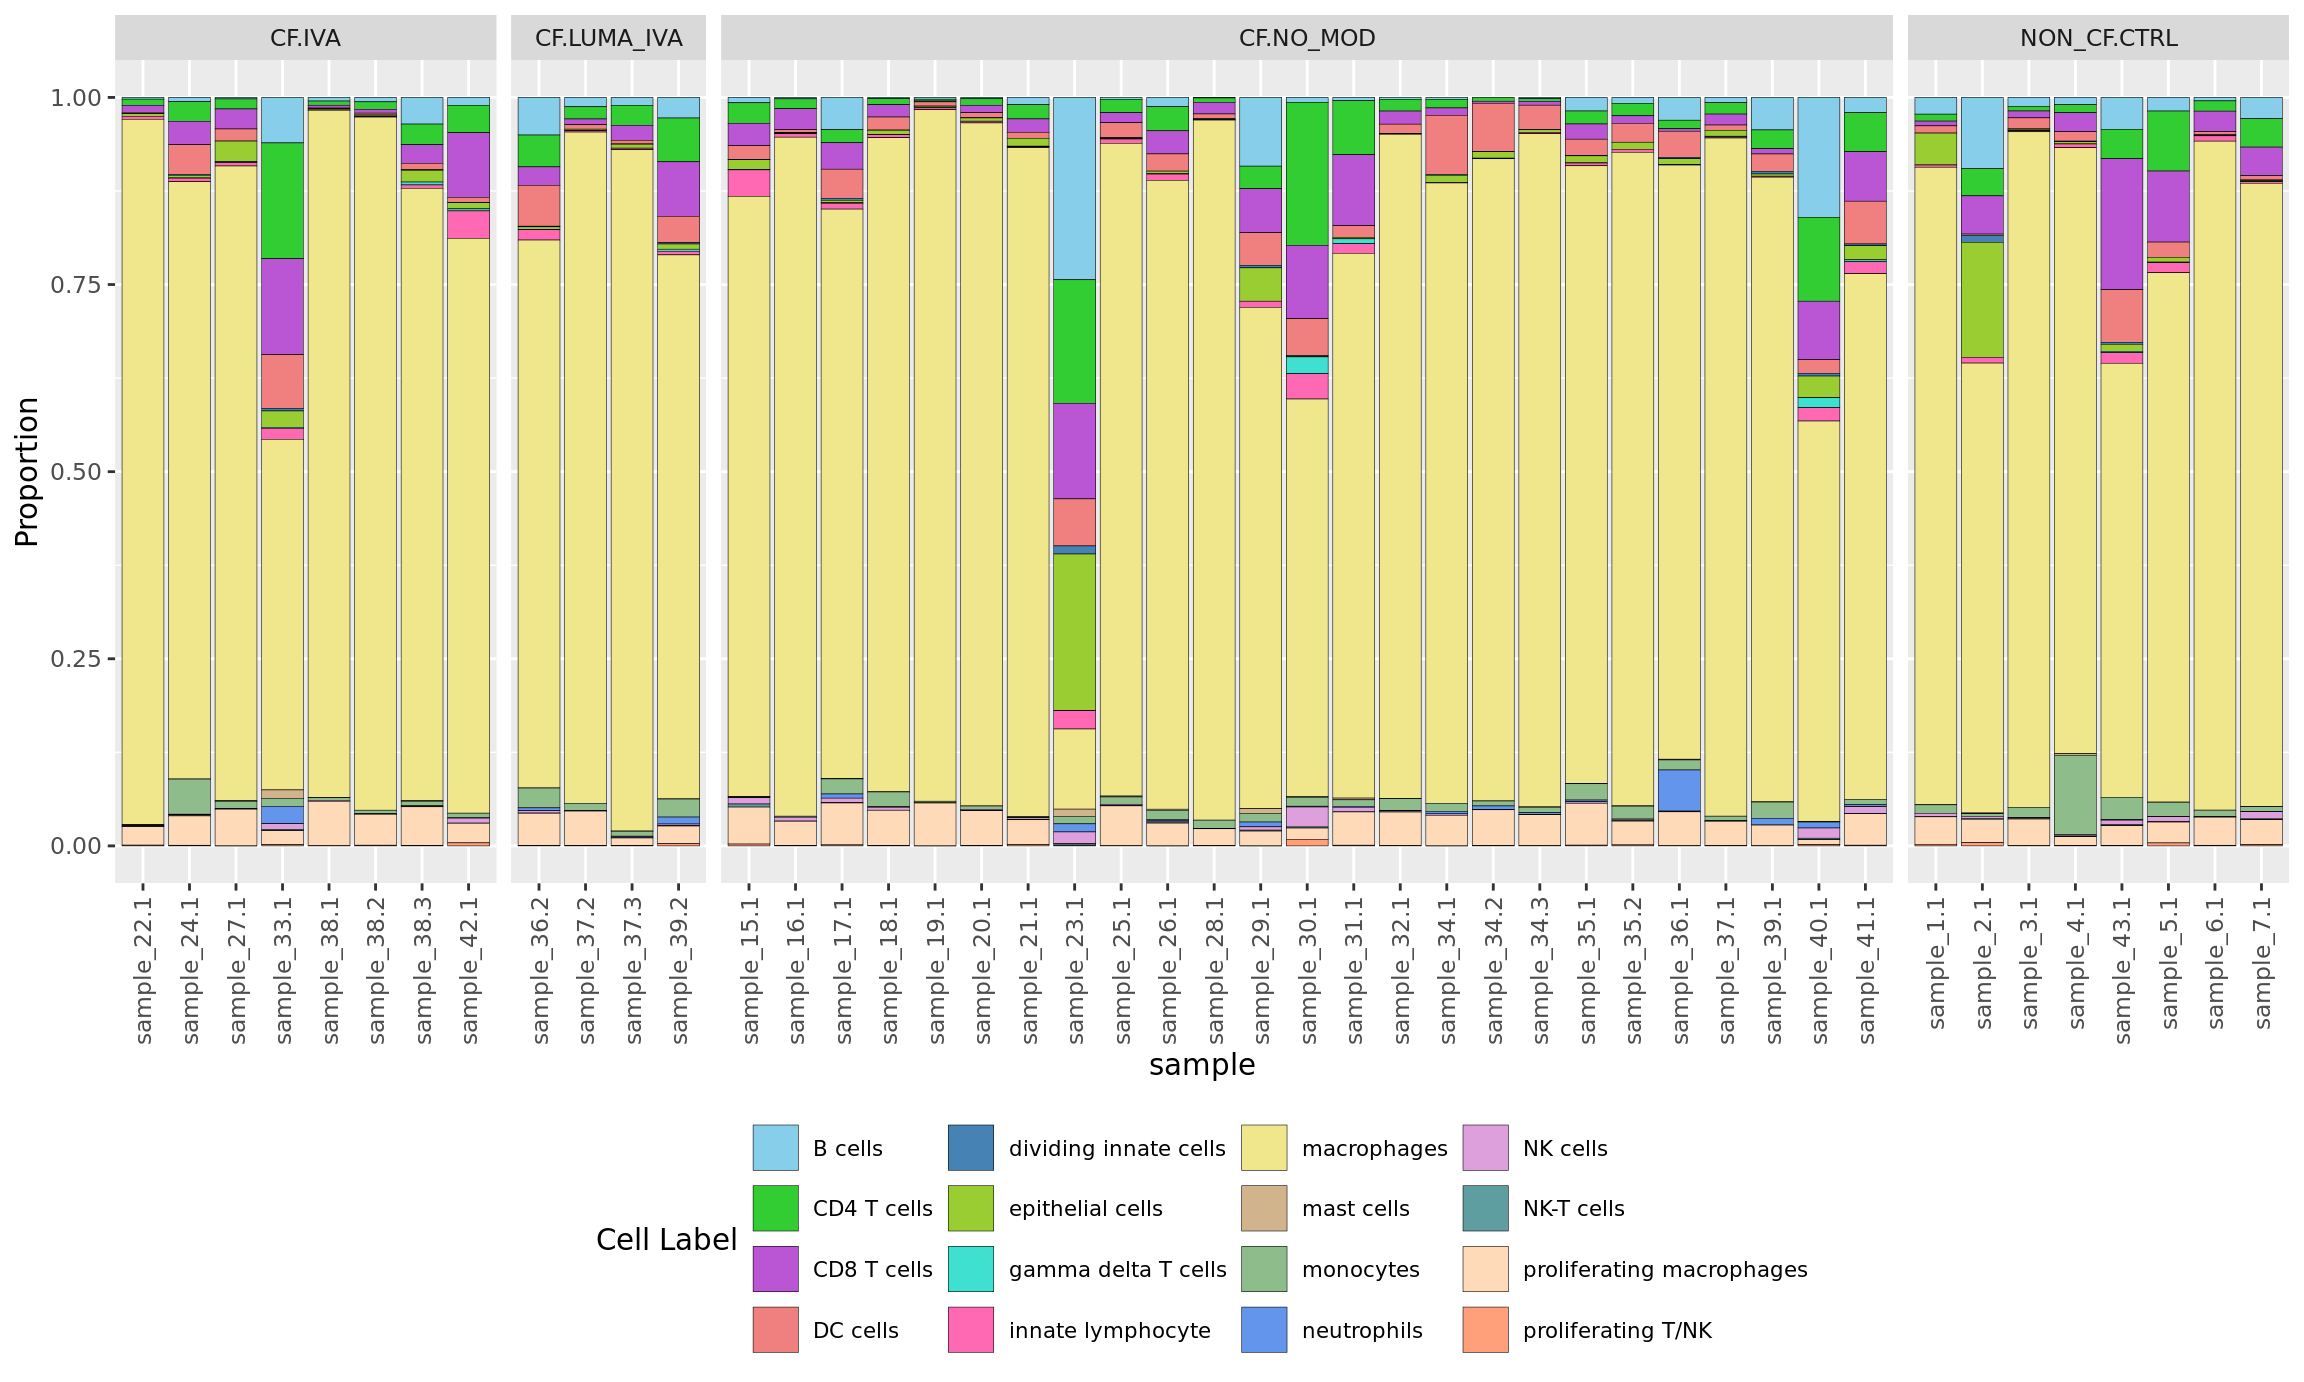 CF.IVA CF.LUMA_IVA CF.NO_MOD NON_CF.CTRL
1.00
0.75
0.50
0.25
0.00
Proportion
sample_22.1
sample_24.1
sample_27.1
sample_33.1
sample_38.1
sample_38.2
sample_38.3
sample_42.1
sample_36.2
sample_37.2
sample_37.3
sample_39.2
sample_15.1
sample_16.1
sample_17.1
sample_18.1
sample_19.1
sample_20.1
sample_21.1
sample_23.1
sample_25.1
sample_26.1
sample_28.1
sample_29.1
sample_30.1
sample_31.1
sample_32.1
sample_34.1
sample_34.2
sample_34.3
sample_35.1
sample_35.2
sample_36.1
sample_37.1
sample_39.1
sample_40.1
sample_41.1
sample_1.1
sample_2.1
sample_3.1
sample_4.1
sample_43.1
sample_5.1
sample_6.1
sample_7.1
sample
Cell Label
B cells
CD4 T cells
CD8 T cells
DC cells
dividing innate cells
epithelial cells
gamma delta T cells
innate lymphocyte
macrophages
mast cells
monocytes
neutrophils
NK cells
NK-T cells
proliferating macrophages
proliferating T/NK